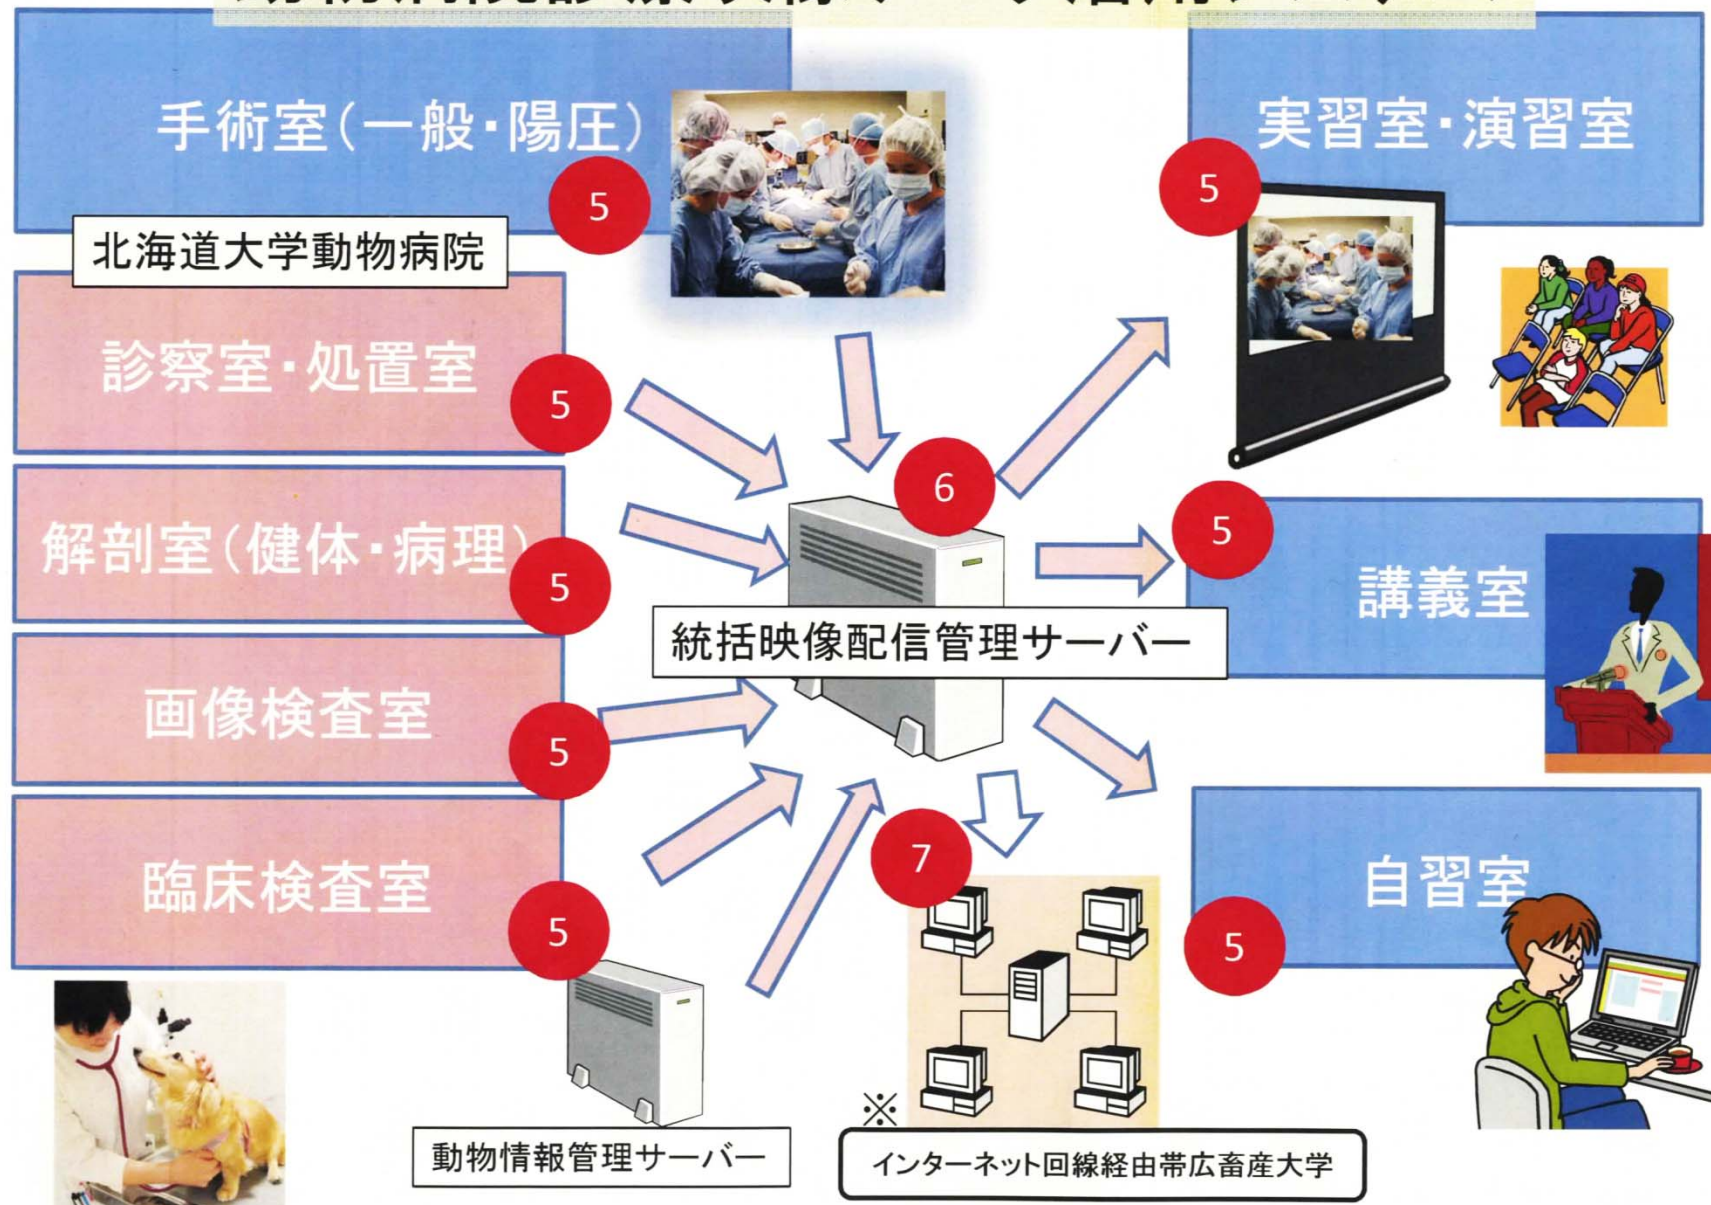 手術室(一般・陽圧)
5
北海道大学動物病院
診察室・処置室
5
解剖室(健体・病理)
5
画像検査室
5
臨床検査室
5
動物情報管理サーバー
6
統括映像配信管理サーバー
7
※
インターネット回線経由帯広畜産大学
実習室・演習室
5
5
講義室
自習室
5